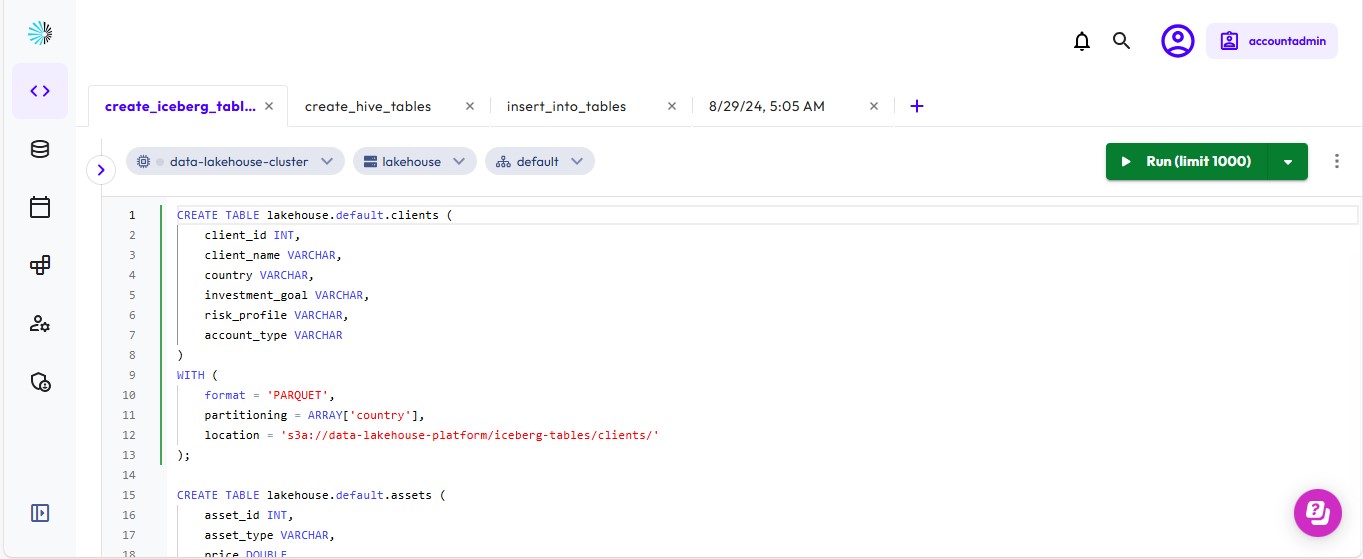 accountadmin
create_iceberg_tabl... × create_hive_tables × insert_into_tables × 8/29/24, 5:05 AM × +
data-lakehouse-cluster lakehouse default Run (limit 1000)
1 CREATE TABLE lakehouse.default.clients (
2 client_id INT,
3 client_name VARCHAR,
4 country VARCHAR,
5 investment_goal VARCHAR,
6 risk_profile VARCHAR,
7 account_type VARCHAR
8 )
9 WITH (
10 format = 'PARQUET',
11 partitioning = ARRAY['country'],
12 location = 's3a://data-lakehouse-platform/iceberg-tables/clients/'
13 );
14
15 CREATE TABLE lakehouse.default.assets (
16 asset_id INT,
17 asset_type VARCHAR,
18 price DOUBLE